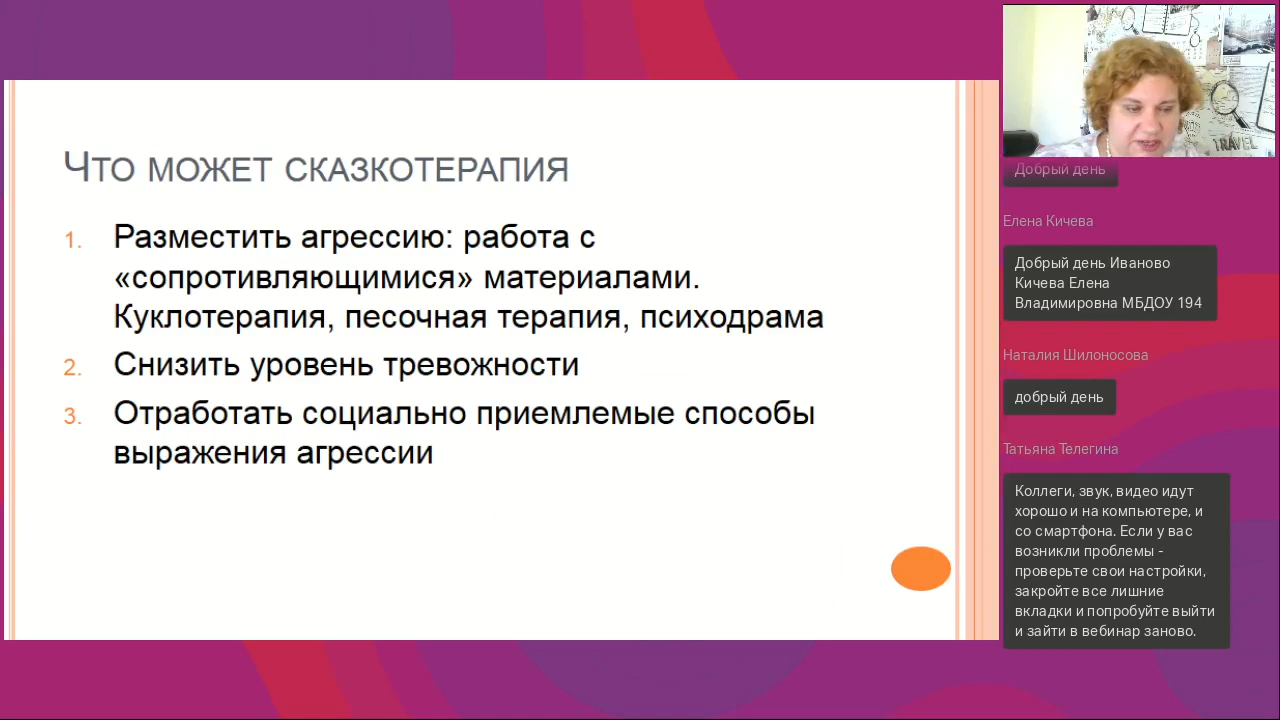 Что может сказкотерапия
1. Разместить агрессию: работа с
«сопротивляющимися» материалами.
Куклотерапия, песочная терапия, психодрама
2. Снизить уровень тревожности
3. Отработать социально приемлемые способы
выражения агрессии
TRAVEL
Добрый день
Елена Кичева
Добрый день Иваново
Кичева Елена
Владимировна МБДОУ 194
Наталия Шилоносова
добрый день
Татьяна Телегина
Коллеги, звук, видео идут
хорошо и на компьютере, и
со смартфона. Если у вас
возникли проблемы -
проверьте свои настройки,
закройте все лишние
вкладки и попробуйте выйти
и зайти в вебинар заново.